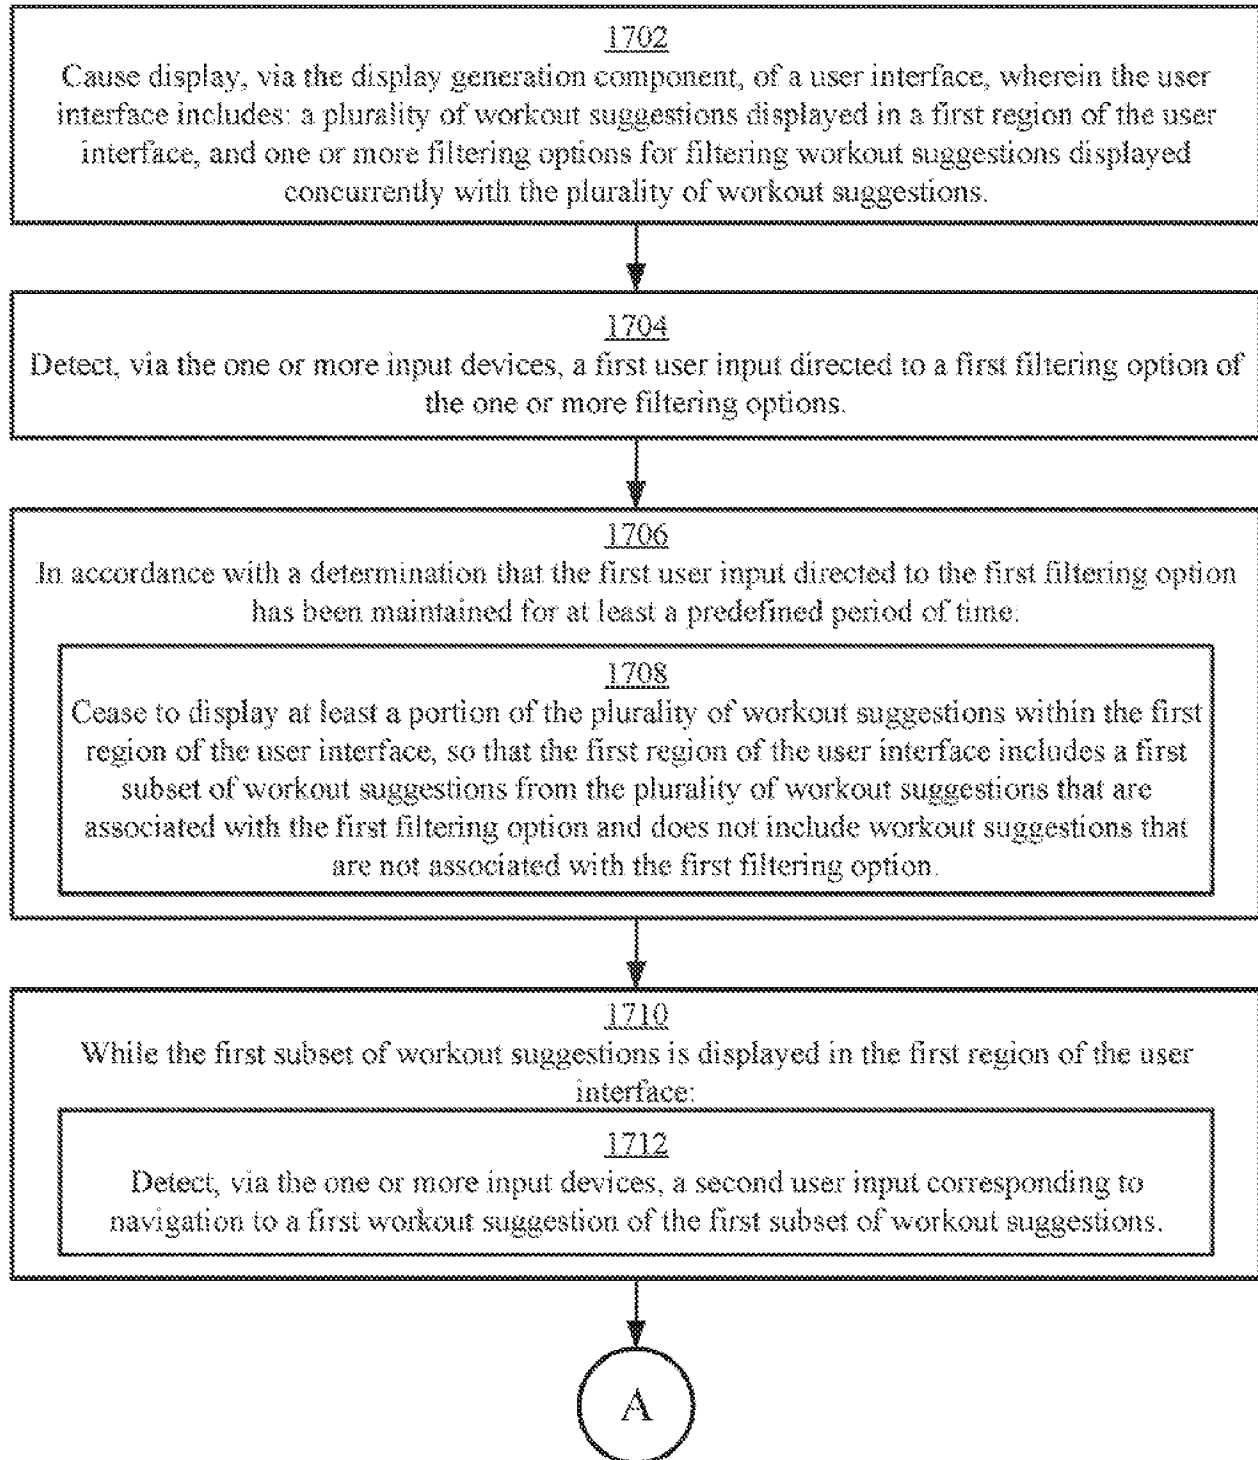 1702
Cause display, via the display generation component, of a user interface, wherein the user
interface includes: a plurality of workout suggestions displayed in a first region of the user
interface, and one or more filtering options for filtering workout suggestions displayed
concurrently with the plurality of workout suggestions.
1704
Detect, via the one or more input devices, a first user input directed to a first filtering option of
the one or more filtering options.
1706
In accordance with a determination that the first user input directed to the first filtering option
has been maintained for at least a predefined period of time:
1708
Cease to display at least a portion of the plurality of workout suggestions within the first
region of the user interface, so that the first region of the user interface includes a first
subset of workout suggestions from the plurality of workout suggestions that are
associated with the first filtering option and does not include workout suggestions that
are not associated with the first filtering option.
1710
While the first subset of workout suggestions is displayed in the first region of the user
interface:
1712
Detect, via the one or more input devices, a second user input corresponding to
navigation to a first workout suggestion of the first subset of workout suggestions.
A